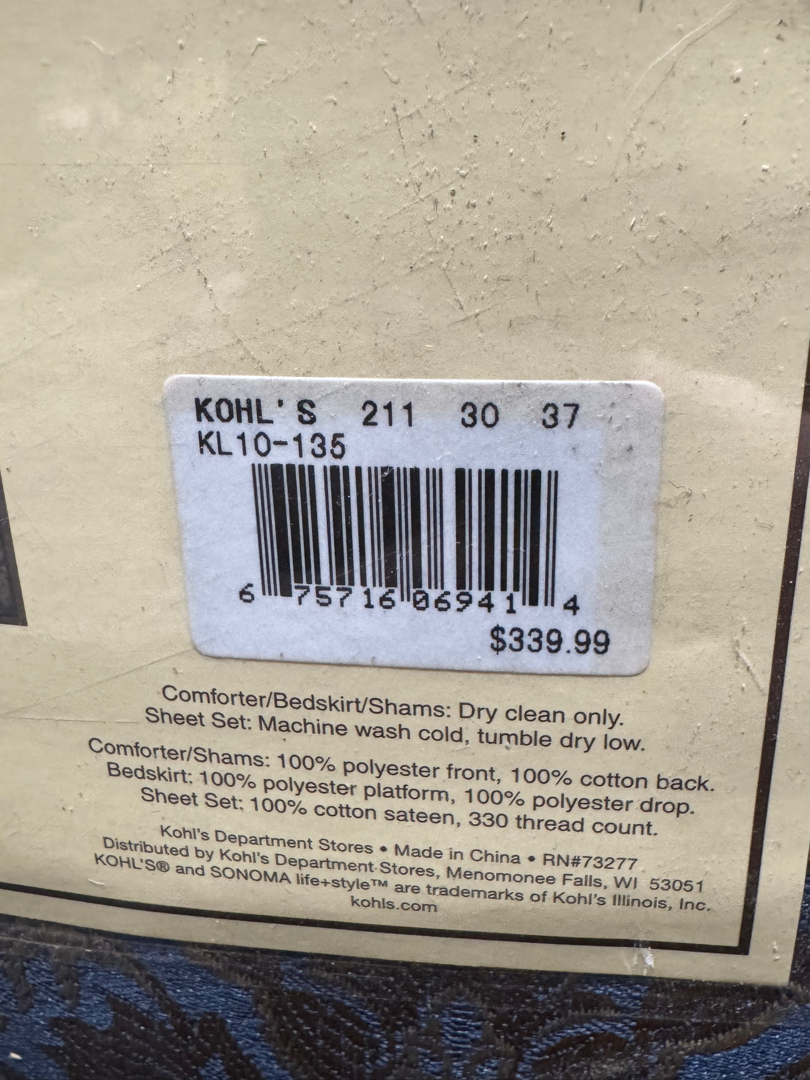 KOHL'S 211 30 37
KL10-135
6 75716 06941 4
$339.99
Comforter/Bedskirt/Shams: Dry clean only.
Sheet Set: Machine wash cold, tumble dry low.
Comforter/Shams: 100% polyester front, 100% cotton back.
Bedskirt: 100% polyester platform, 100% polyester drop.
Sheet Set: 100% cotton sateen, 330 thread count.
Kohl's Department Stores • Made in China • RN#73277
Distributed by Kohl's Department Stores, Menomonee Falls, WI 53051
KOHL'S® and SONOMA life+style™ are trademarks of Kohl's Illinois, Inc.
kohls.com